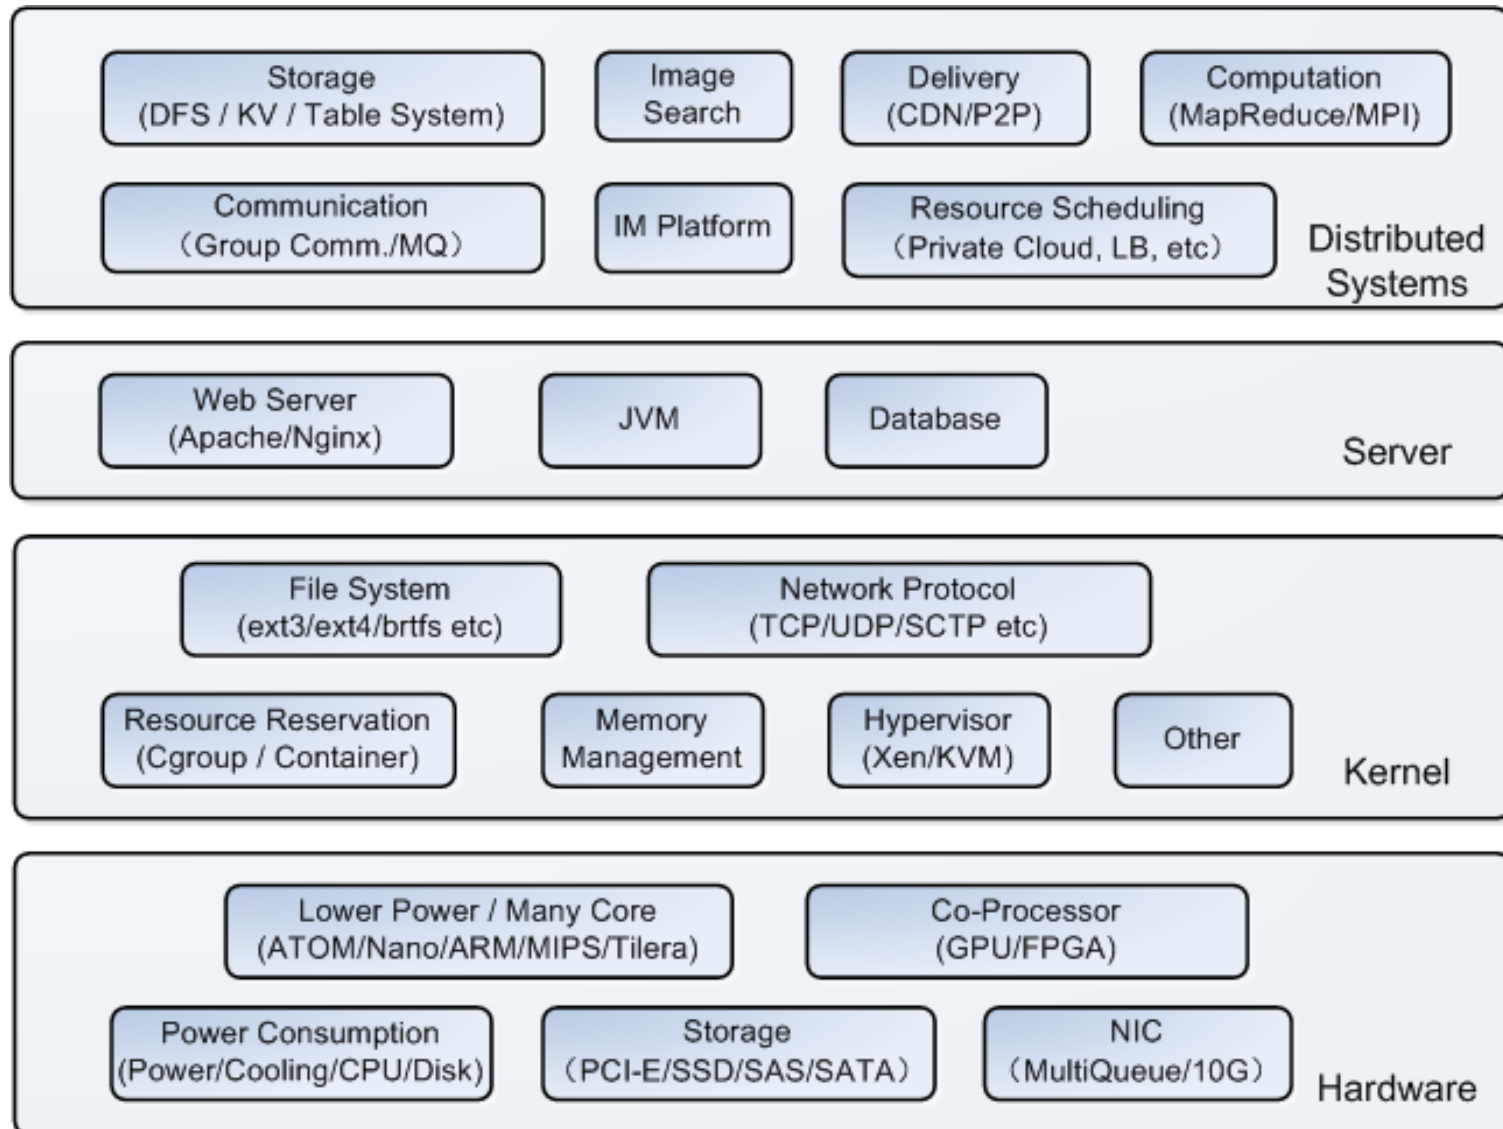 Storage
(DFS / KV / Table System)
Image
Search
Delivery
(CDN/P2P)
Computation
(MapReduce/MPI)
Communication
（Group Comm./MQ）
IM Platform
Resource Scheduling
（Private Cloud, LB, etc）
Distributed
Systems
Web Server
(Apache/Nginx)
JVM
Database
Server
File System
(ext3/ext4/brtfs etc)
Network Protocol
(TCP/UDP/SCTP etc)
Resource Reservation
(Cgroup / Container)
Memory
Management
Hypervisor
(Xen/KVM)
Other
Kernel
Lower Power / Many Core
(ATOM/Nano/ARM/MIPS/Tilera)
Co-Processor
(GPU/FPGA)
Power Consumption
(Power/Cooling/CPU/Disk)
Storage
（PCI-E/SSD/SAS/SATA）
NIC
（MultiQueue/10G）
Hardware